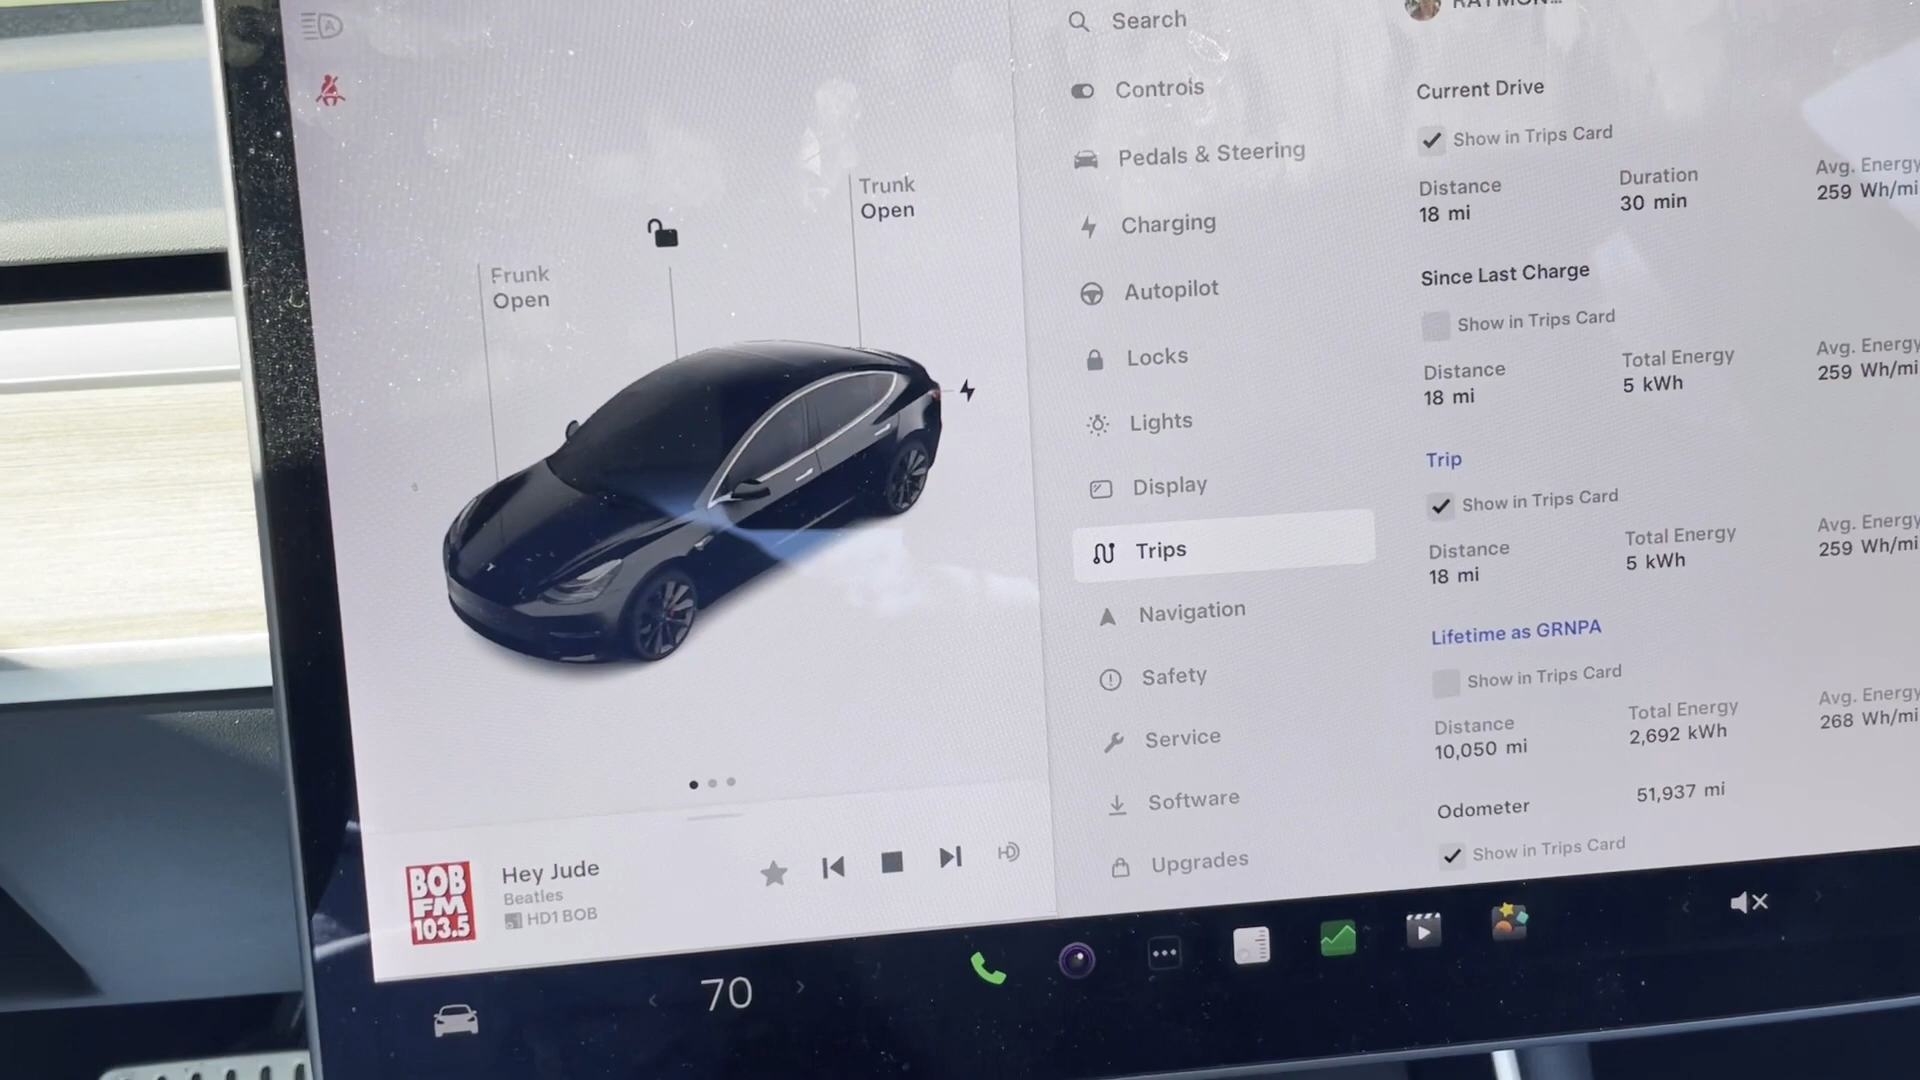 Search
Controls
Pedals & Steering
Charging
Autopilot
Locks
Lights
Display
Trips
Navigation
Safety
Service
Software
Upgrades
Trunk
Open
Frunk
Open
Current Drive
Show in Trips Card
Distance Duration Avg. Energy
18 mi 30 min 259 Wh/mi
Since Last Charge
Show in Trips Card
Distance Total Energy Avg. Energy
18 mi 5 kWh 259 Wh/mi
Trip
Show in Trips Card
Distance Total Energy Avg. Energy
18 mi 5 kWh 259 Wh/mi
Lifetime as GRNPA
Show in Trips Card
Distance Total Energy Avg. Energy
10,050 mi 2,692 kWh 268 Wh/mi
Odometer 51,937 mi
Show in Trips Card
BOB
FM
103.5
Hey Jude
Beatles
HD1 BOB
70